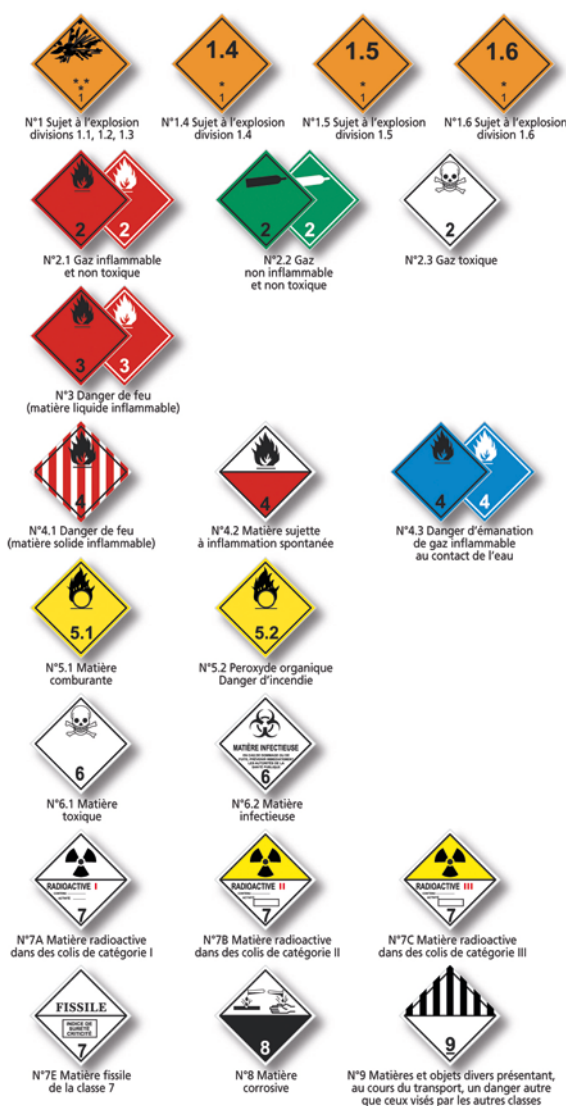 * *
*
1
1.4
*
1
1.5
*
1
1.6
*
1
N°1 Sujet à l'explosion
divisions 1.1, 1.2, 1.3
N°1.4 Sujet à l'explosion
division 1.4
N°1.5 Sujet à l'explosion
division 1.5
N°1.6 Sujet à l'explosion
division 1.6
2
2
2
2
2
N°2.1 Gaz inflammable
et non toxique
N°2.2 Gaz
non inflammable
et non toxique
N°2.3 Gaz toxique
3
3
N°3 Danger de feu
(matière liquide inflammable)
4
4
4
4
N°4.1 Danger de feu
(matière solide inflammable)
N°4.2 Matière sujette
à inflammation spontanée
N°4.3 Danger d'émanation
de gaz inflammable
au contact de l'eau
5.1
5.2
N°5.1 Matière
comburante
N°5.2 Peroxyde organique
Danger d'incendie
6
MATIÈRE INFECTIEUSE
6
N°6.1 Matière
toxique
N°6.2 Matière
infectieuse
RADIOACTIVE I
7
RADIOACTIVE II
7
RADIOACTIVE III
7
N°7A Matière radioactive
dans des colis de catégorie I
N°7B Matière radioactive
dans des colis de catégorie II
N°7C Matière radioactive
dans des colis de catégorie III
FISSILE
INDICE DE
SURETÉ
CRITICITÉ
7
8
9
N°7E Matière fissile
de la classe 7
N°8 Matière
corrosive
N°9 Matières et objets divers présentant,
au cours du transport, un danger autre
que ceux visés par les autres classes